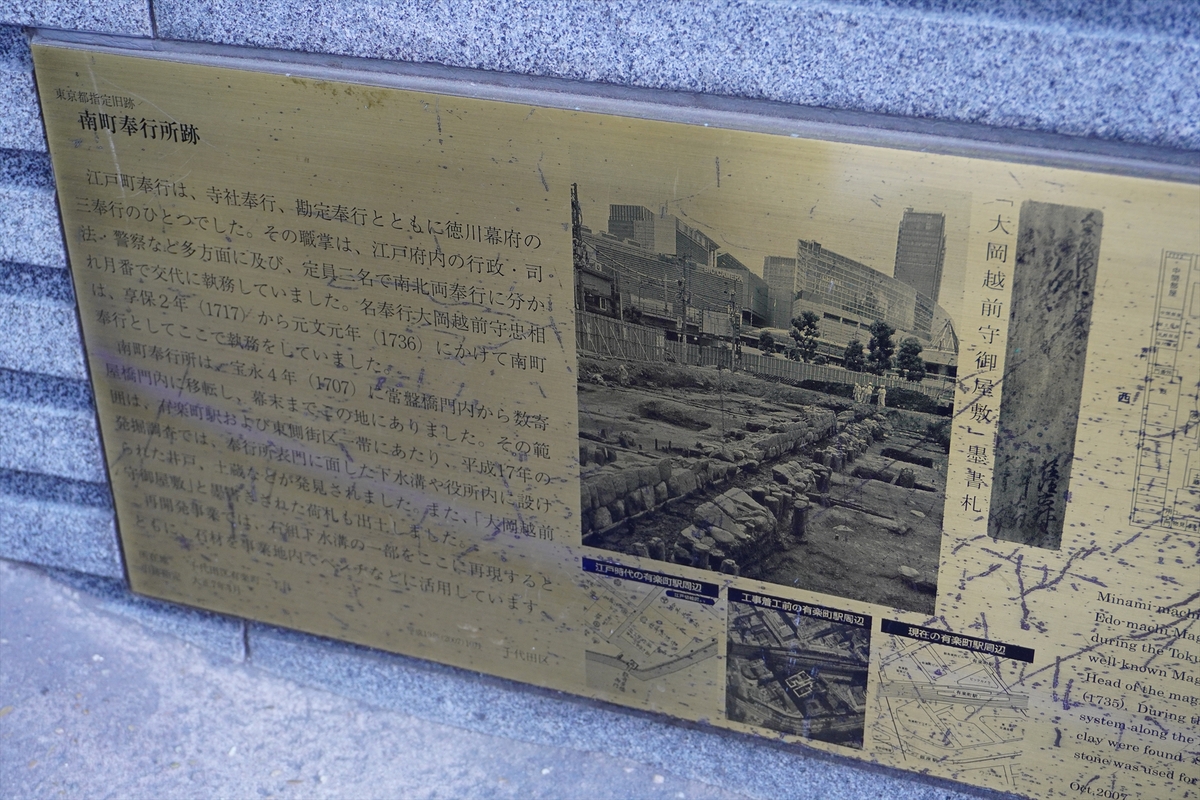 東京都指定旧跡
南町奉行所跡
江戸町奉行は、寺社奉行、勘定奉行とともに徳川幕府の
三奉行のひとつでした。その職掌は、江戸府内の行政・司
法・警察など多方面に及び、定員二名で南北両奉行に分か
れ月番で交代に執務していました。名奉行大岡越前守忠相
は、享保2年(1717)から元文元年(1736)にかけて南町
奉行としてここで執務をしていました。
南町奉行所は、宝永4年(1707)に常盤橋門内から数寄
屋橋門内に移転し、幕末までこの地にありました。その範
囲は、有楽町駅および東側街区一帯にあたり、平成17年の
発掘調査では、奉行所表門に面した下水溝や役所内に設け
られた井戸、土蔵などが発見されました。また、「大岡越前
守御屋敷」と墨書された荷札も出土しました。
再開発事業では、石組下水溝の一部をここに再現すると
ともに、石材を事業地内でベンチなどに活用しています。
千代田区
「大岡越前守御屋敷」墨書札
西
江戸時代の有楽町駅周辺
工事着工前の有楽町駅周辺
現在の有楽町駅周辺
有楽町駅
Minami-machi
Edo-machi Mag
during the Toku
well-known Mag
Head of the mag
(1735). During th
system along the
clay were found.
stone was used for
Oct,2007